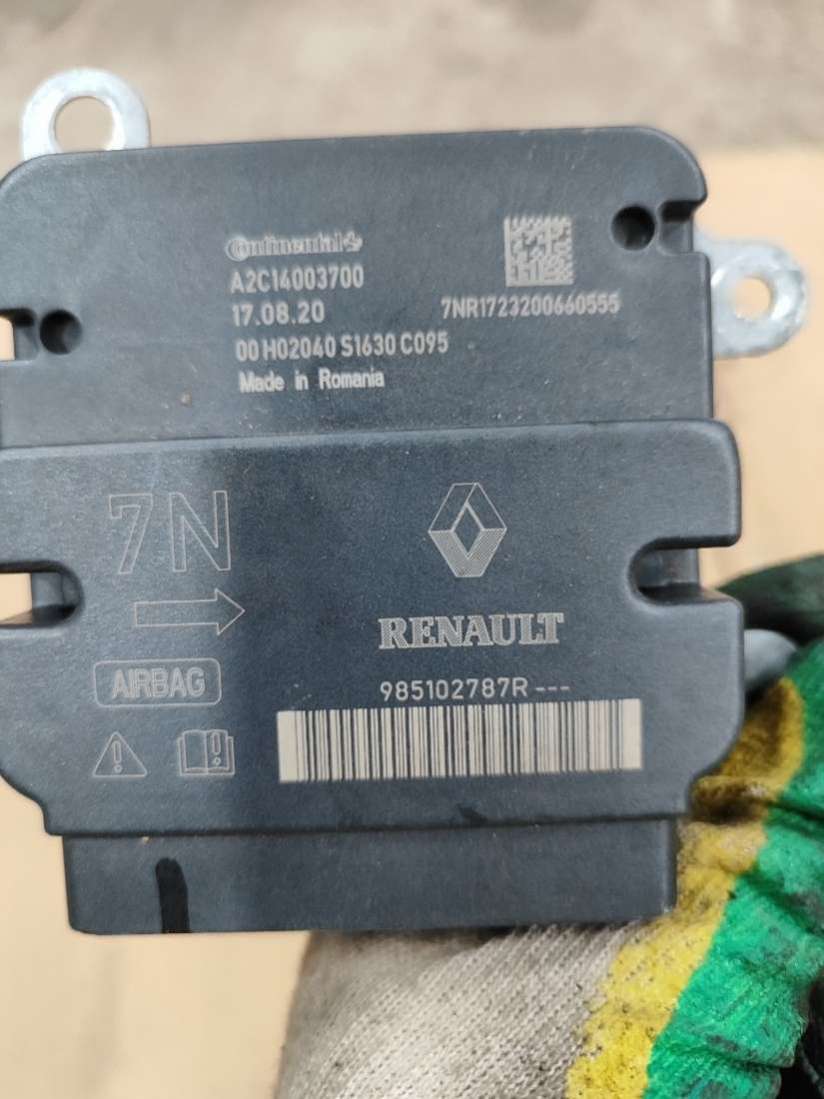 Continental
A2C14003700
17.08.20
7NR1723200660555
00 H02040 S1630 C095
Made in Romania
7N
RENAULT
AIRBAG
985102787R---